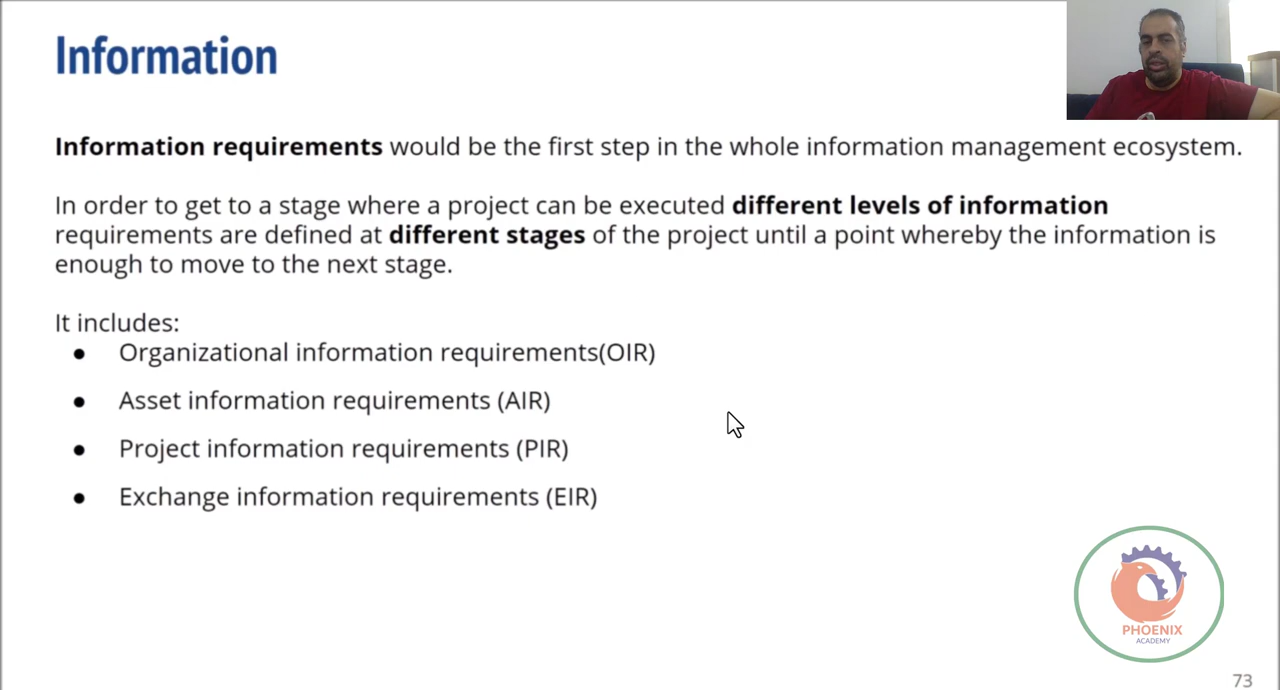 Information
Information requirements would be the first step in the whole information management ecosystem.
In order to get to a stage where a project can be executed different levels of information
requirements are defined at different stages of the project until a point whereby the information is
enough to move to the next stage.
It includes:
● Organizational information requirements(OIR)
● Asset information requirements (AIR)
● Project information requirements (PIR)
● Exchange information requirements (EIR)
PHOENIX
ACADEMY
73